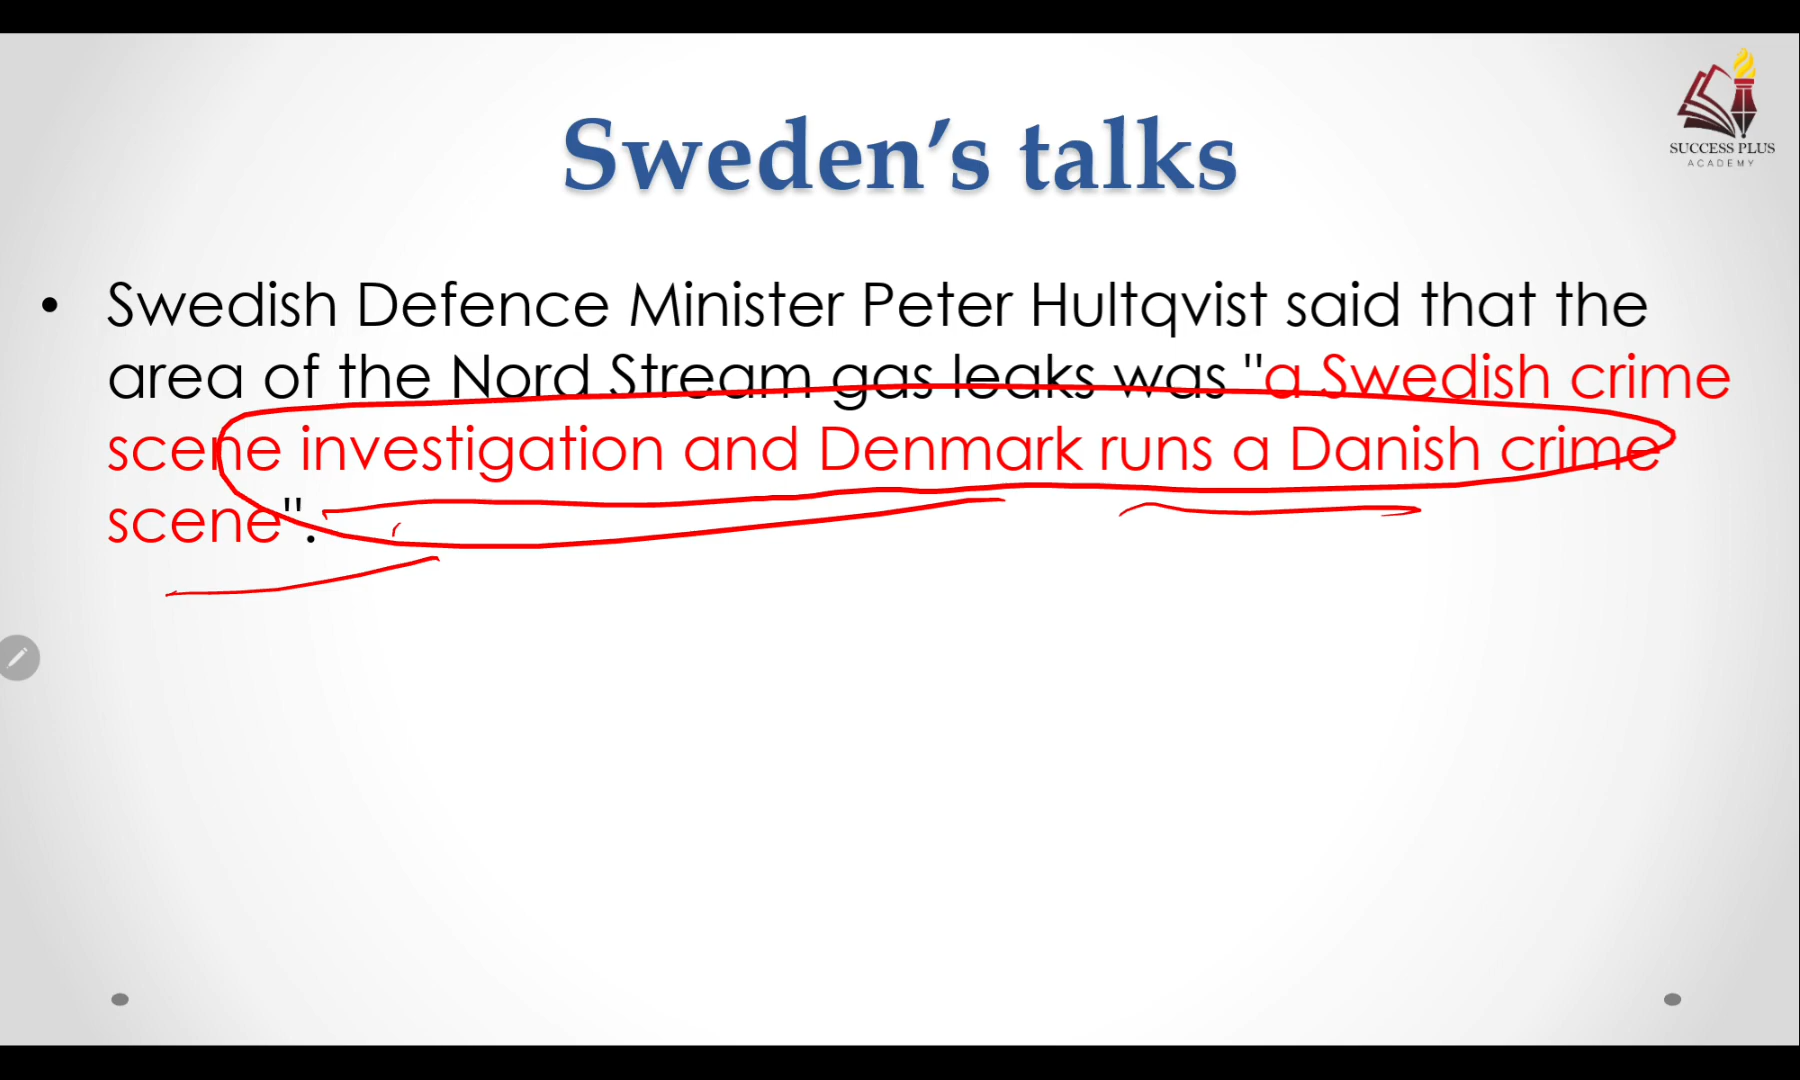 SUCCESS PLUS
ACADEMY
Sweden’s talks
• Swedish Defence Minister Peter Hultqvist said that the
area of the Nord Stream gas leaks was "a Swedish crime
scene investigation and Denmark runs a Danish crime
scene".